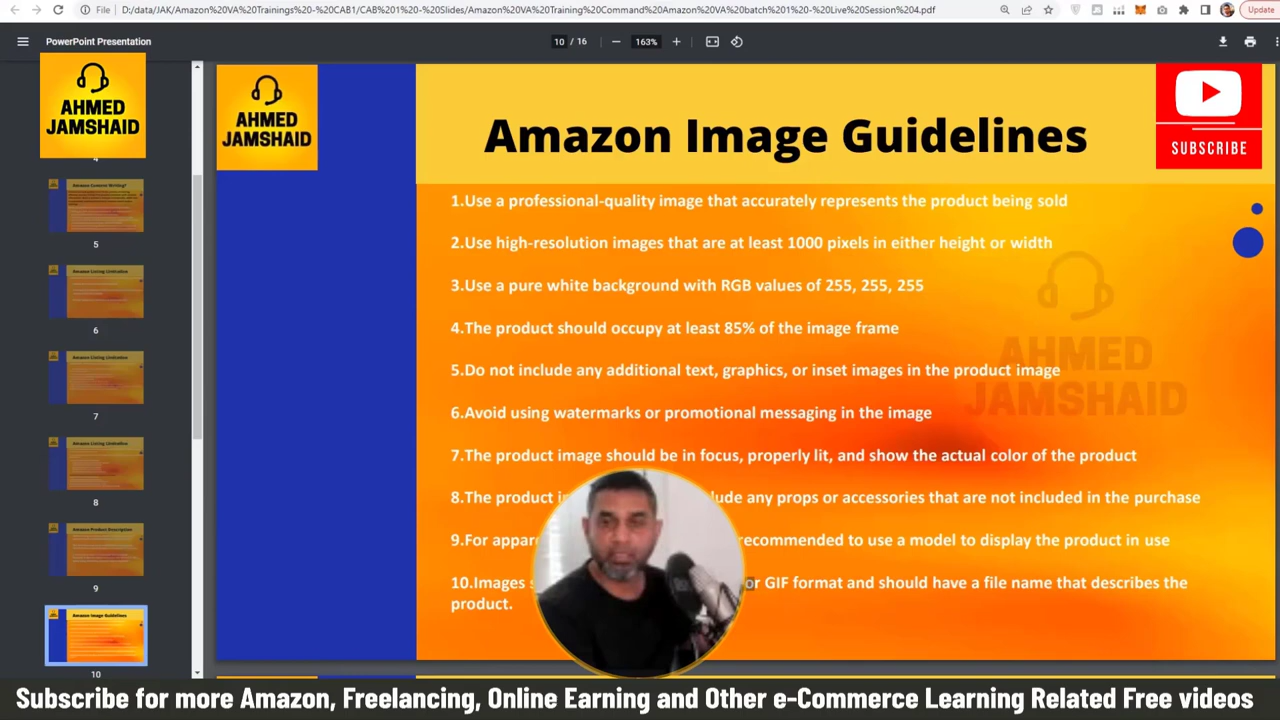 File D:/data/JAK/Amazon%20VA%20Trainings%20-%20CAB1/CAB%201%20-%20Slides/Amazon%20VA%20Training%20Command%20Amazon%20VA%20batch%201%20-%20Live%20Session%204.pdf
Update
PowerPoint Presentation
10 / 16
163%
AHMED
JAMSHAID
4
5
6
7
8
9
10
AHMED
JAMSHAID
Amazon Image Guidelines
SUBSCRIBE
1.Use a professional-quality image that accurately represents the product being sold
2.Use high-resolution images that are at least 1000 pixels in either height or width
3.Use a pure white background with RGB values of 255, 255, 255
4.The product should occupy at least 85% of the image frame
5.Do not include any additional text, graphics, or inset images in the product image
6.Avoid using watermarks or promotional messaging in the image
7.The product image should be in focus, properly lit, and show the actual color of the product
8.The product any props or accessories that are not included in the purchase
9.For recommended to use a model to display the product in use
10.Images or GIF format and should have a file name that describes the
product.
AHMED
JAMSHAID
Subscribe for more Amazon, Freelancing, Online Earning and Other e-Commerce Learning Related Free videos